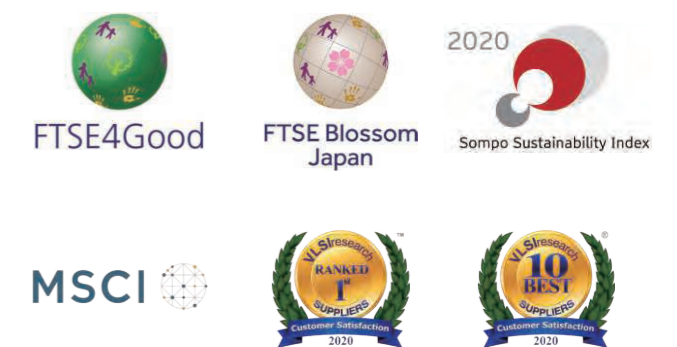 FTSE4Good
FTSE Blossom
Japan
2020
Sompo Sustainability Index
MSCI
VLSIresearch
RANKED
1st
SUPPLIERS
Customer Satisfaction
2020
TM
VLSIresearch
10
BEST
SUPPLIERS
Customer Satisfaction
2020
®